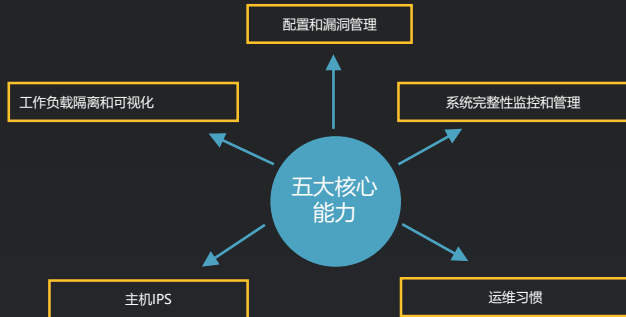 配置和漏洞管理
工作负载隔离和可视化
系统完整性监控和管理
五大核心
能力
主机IPS
运维习惯